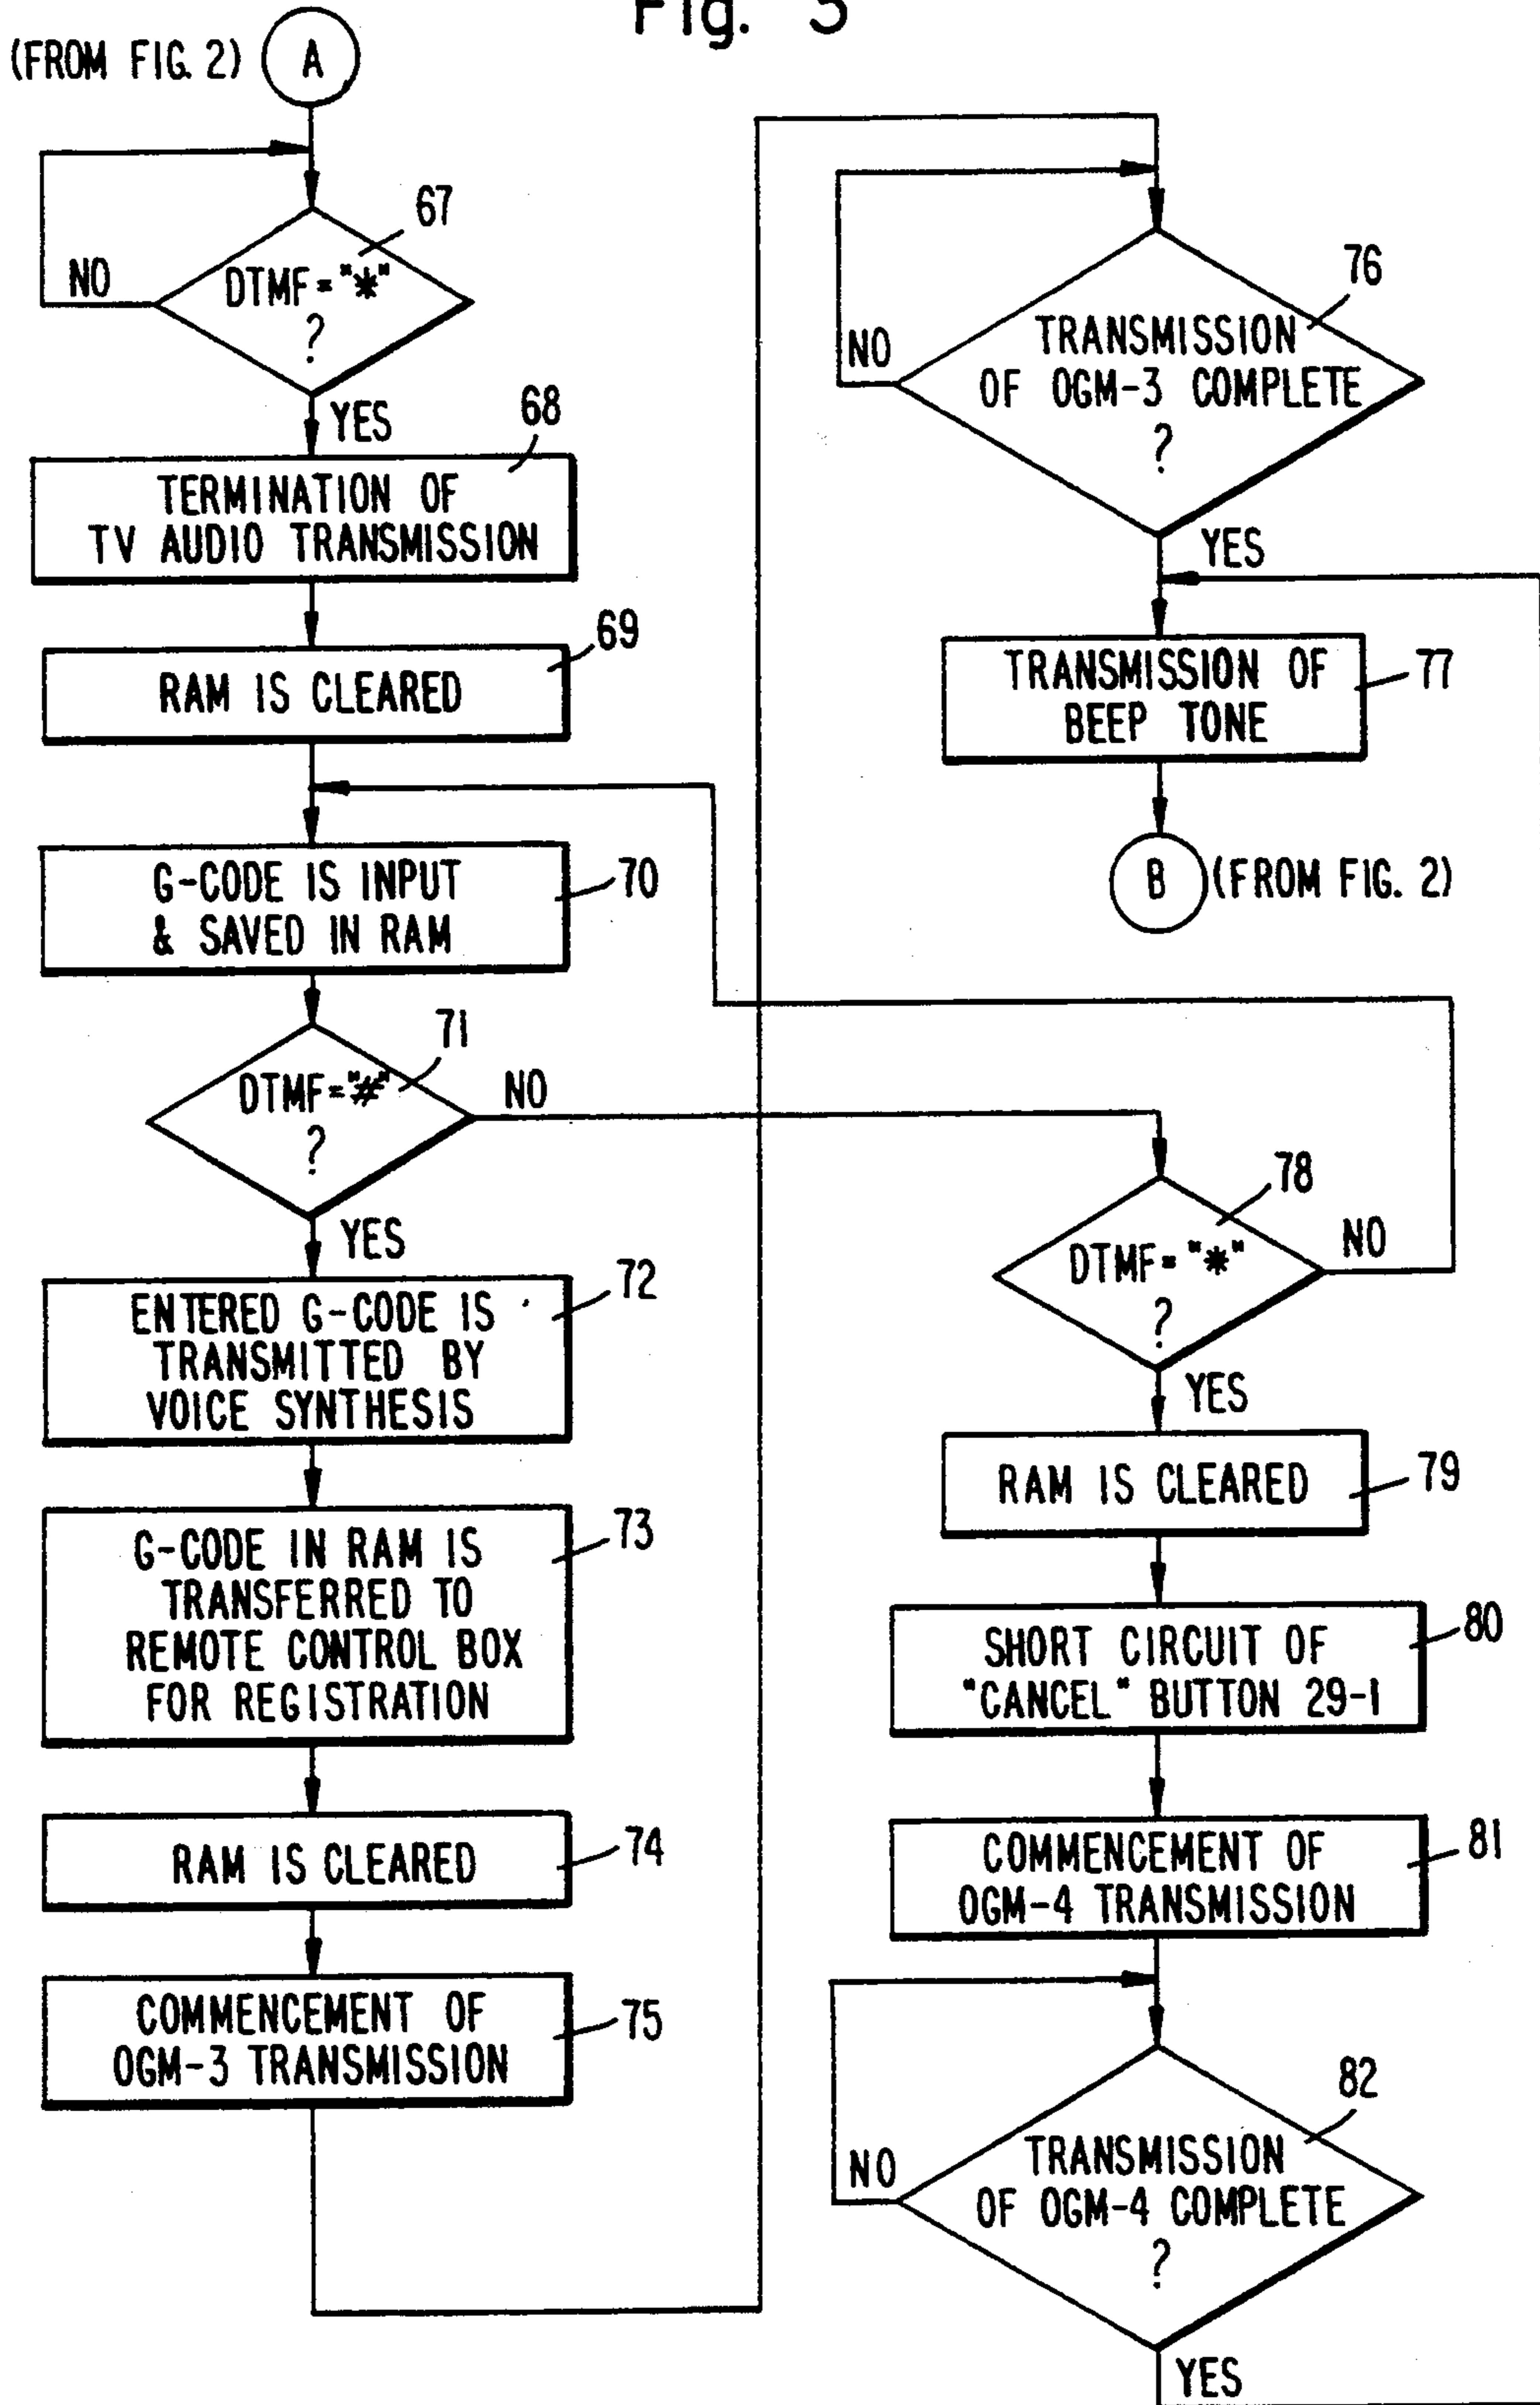 Fig. 3
(FROM FIG. 2)
A
67
DTMF="*"
?
NO
YES
68
TERMINATION OF
TV AUDIO TRANSMISSION
69
RAM IS CLEARED
70
G-CODE IS INPUT
& SAVED IN RAM
71
DTMF="#"
?
NO
YES
72
ENTERED G-CODE IS
TRANSMITTED BY
VOICE SYNTHESIS
73
G-CODE IN RAM IS
TRANSFERRED TO
REMOTE CONTROL BOX
FOR REGISTRATION
74
RAM IS CLEARED
75
COMMENCEMENT OF
OGM-3 TRANSMISSION
76
TRANSMISSION
OF OGM-3 COMPLETE
?
NO
YES
TRANSMISSION OF
BEEP TONE
77
B
(FROM FIG. 2)
78
DTMF="*"
?
NO
YES
RAM IS CLEARED
79
SHORT CIRCUIT OF
"CANCEL" BUTTON 29-1
80
COMMENCEMENT OF
OGM-4 TRANSMISSION
81
82
TRANSMISSION
OF OGM-4 COMPLETE
?
NO
YES